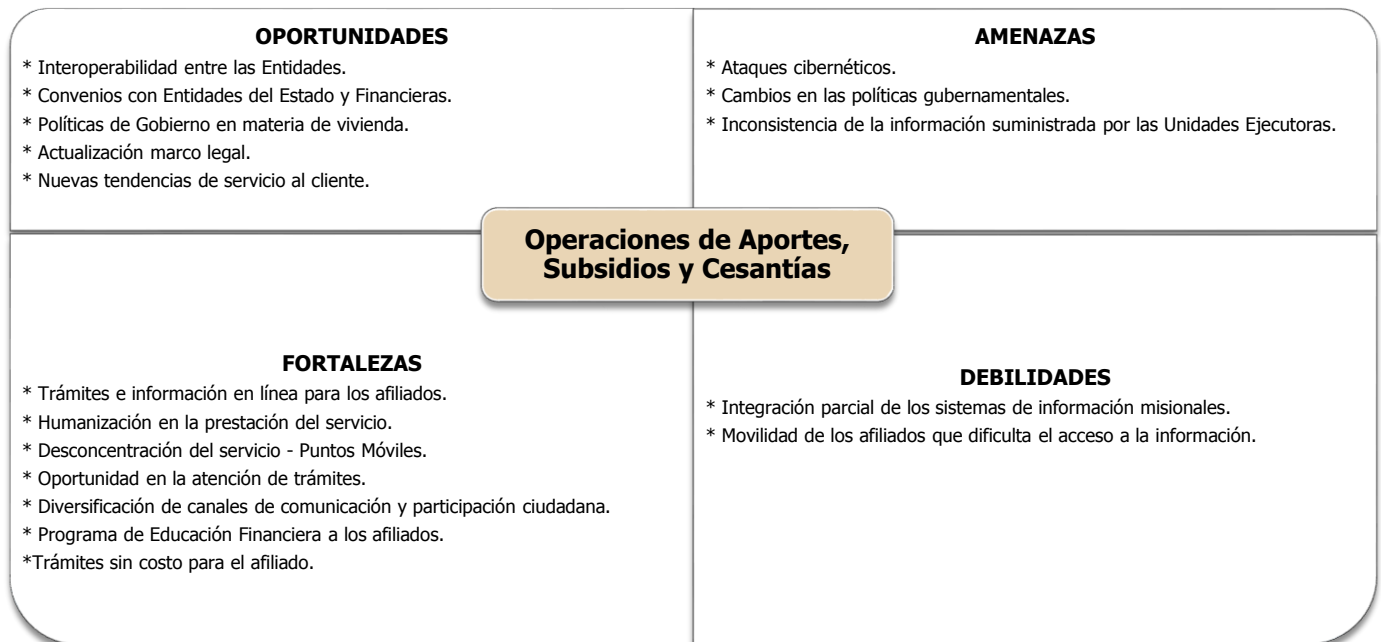 OPORTUNIDADES
* Interoperabilidad entre las Entidades.
* Convenios con Entidades del Estado y Financieras.
* Políticas de Gobierno en materia de vivienda.
* Actualización marco legal.
* Nuevas tendencias de servicio al cliente.
AMENAZAS
* Ataques cibernéticos.
* Cambios en las políticas gubernamentales.
* Inconsistencia de la información suministrada por las Unidades Ejecutoras.
Operaciones de Aportes,
Subsidios y Cesantías
FORTALEZAS
* Trámites e información en línea para los afiliados.
* Humanización en la prestación del servicio.
* Desconcentración del servicio - Puntos Móviles.
* Oportunidad en la atención de trámites.
* Diversificación de canales de comunicación y participación ciudadana.
* Programa de Educación Financiera a los afiliados.
*Trámites sin costo para el afiliado.
DEBILIDADES
* Integración parcial de los sistemas de información misionales.
* Movilidad de los afiliados que dificulta el acceso a la información.